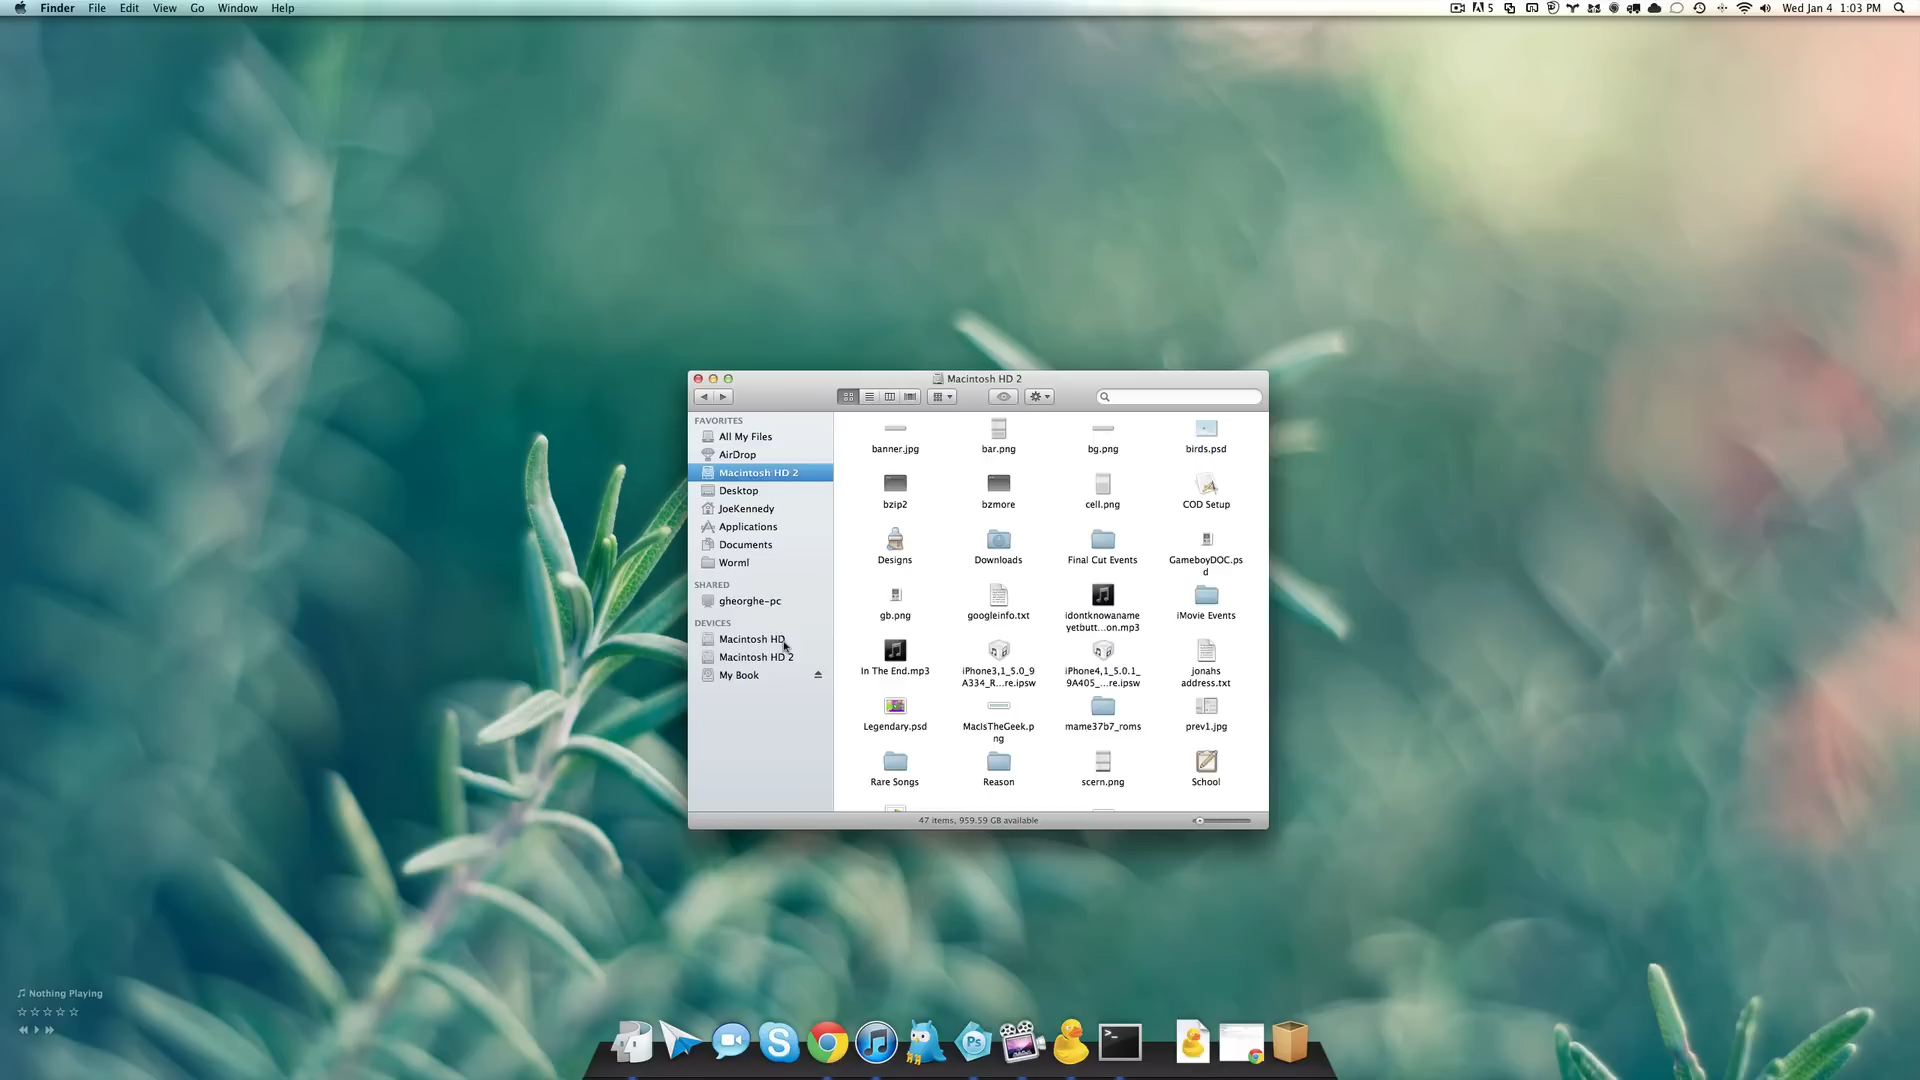 Finder File Edit View Go Window Help
5 Wed Jan 4 1:03 PM
Macintosh HD 2
FAVORITES
All My Files
AirDrop
Macintosh HD 2
Desktop
JoeKennedy
Applications
Documents
Worml
SHARED
gheorghe-pc
DEVICES
Macintosh HD
Macintosh HD 2
My Book
banner.jpg bar.png bg.png birds.psd
bzip2 bzmore cell.png COD Setup
Designs Downloads Final Cut Events GameboyDOC.ps
d
gb.png googleinfo.txt idontknowaname iMovie Events
yetbutt...on.mp3
In The End.mp3 iPhone3,1_5.0_9 iPhone4,1_5.0.1_ jonahs
A334_R...re.ipsw 9A405_...re.ipsw address.txt
Legendary.psd MacIsTheGeek.p mame37b7_roms prev1.jpg
ng
Rare Songs Reason scern.png School
47 items, 959.59 GB available
Nothing Playing
Ps
>_